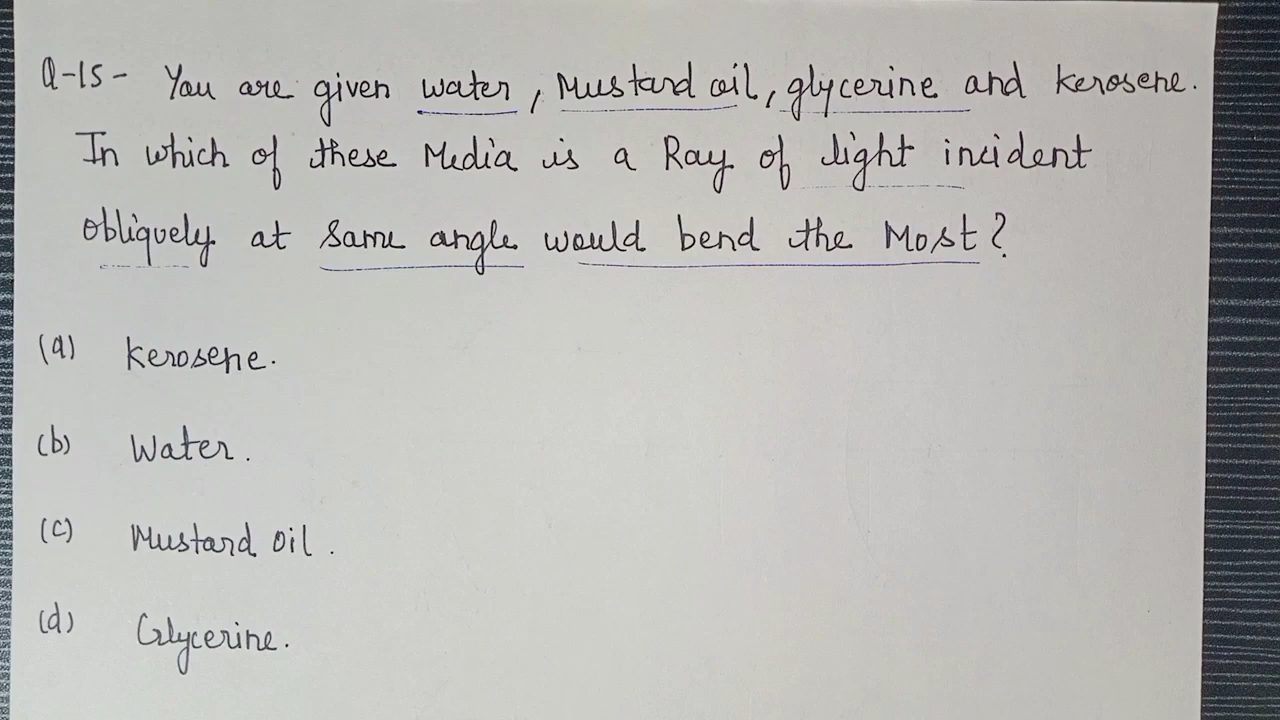 Q-15- You are given water, Mustard oil, glycerine and kerosene.
In which of these Media is a Ray of light incident
obliquely at same angle would bend the Most?
(a) kerosene.
(b) Water.
(c) Mustard oil.
(d) Glycerine.